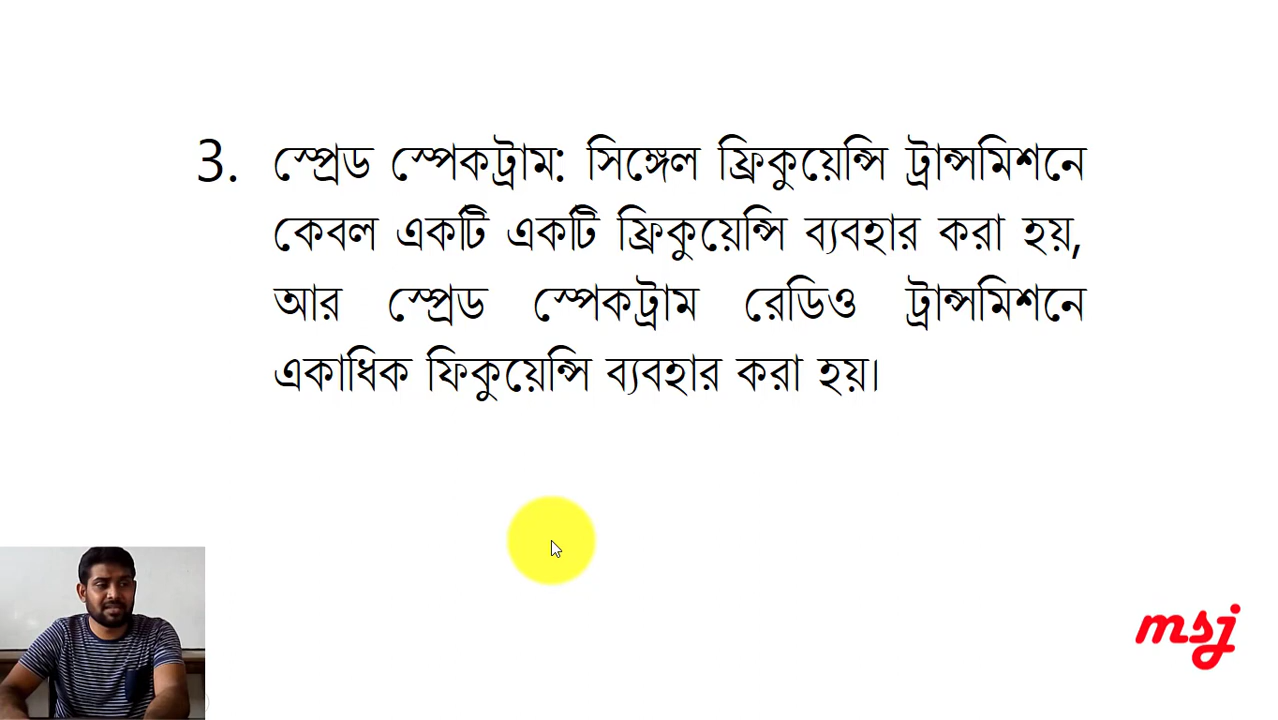 3. স্প্রেড স্পেকট্রাম: সিঙ্গেল ফ্রিকুয়েন্সি ট্রান্সমিশনে
কেবল একটি একটি ফ্রিকুয়েন্সি ব্যবহার করা হয়,
আর স্প্রেড স্পেকট্রাম রেডিও ট্রান্সমিশনে
একাধিক ফিকুয়েন্সি ব্যবহার করা হয়।
msj